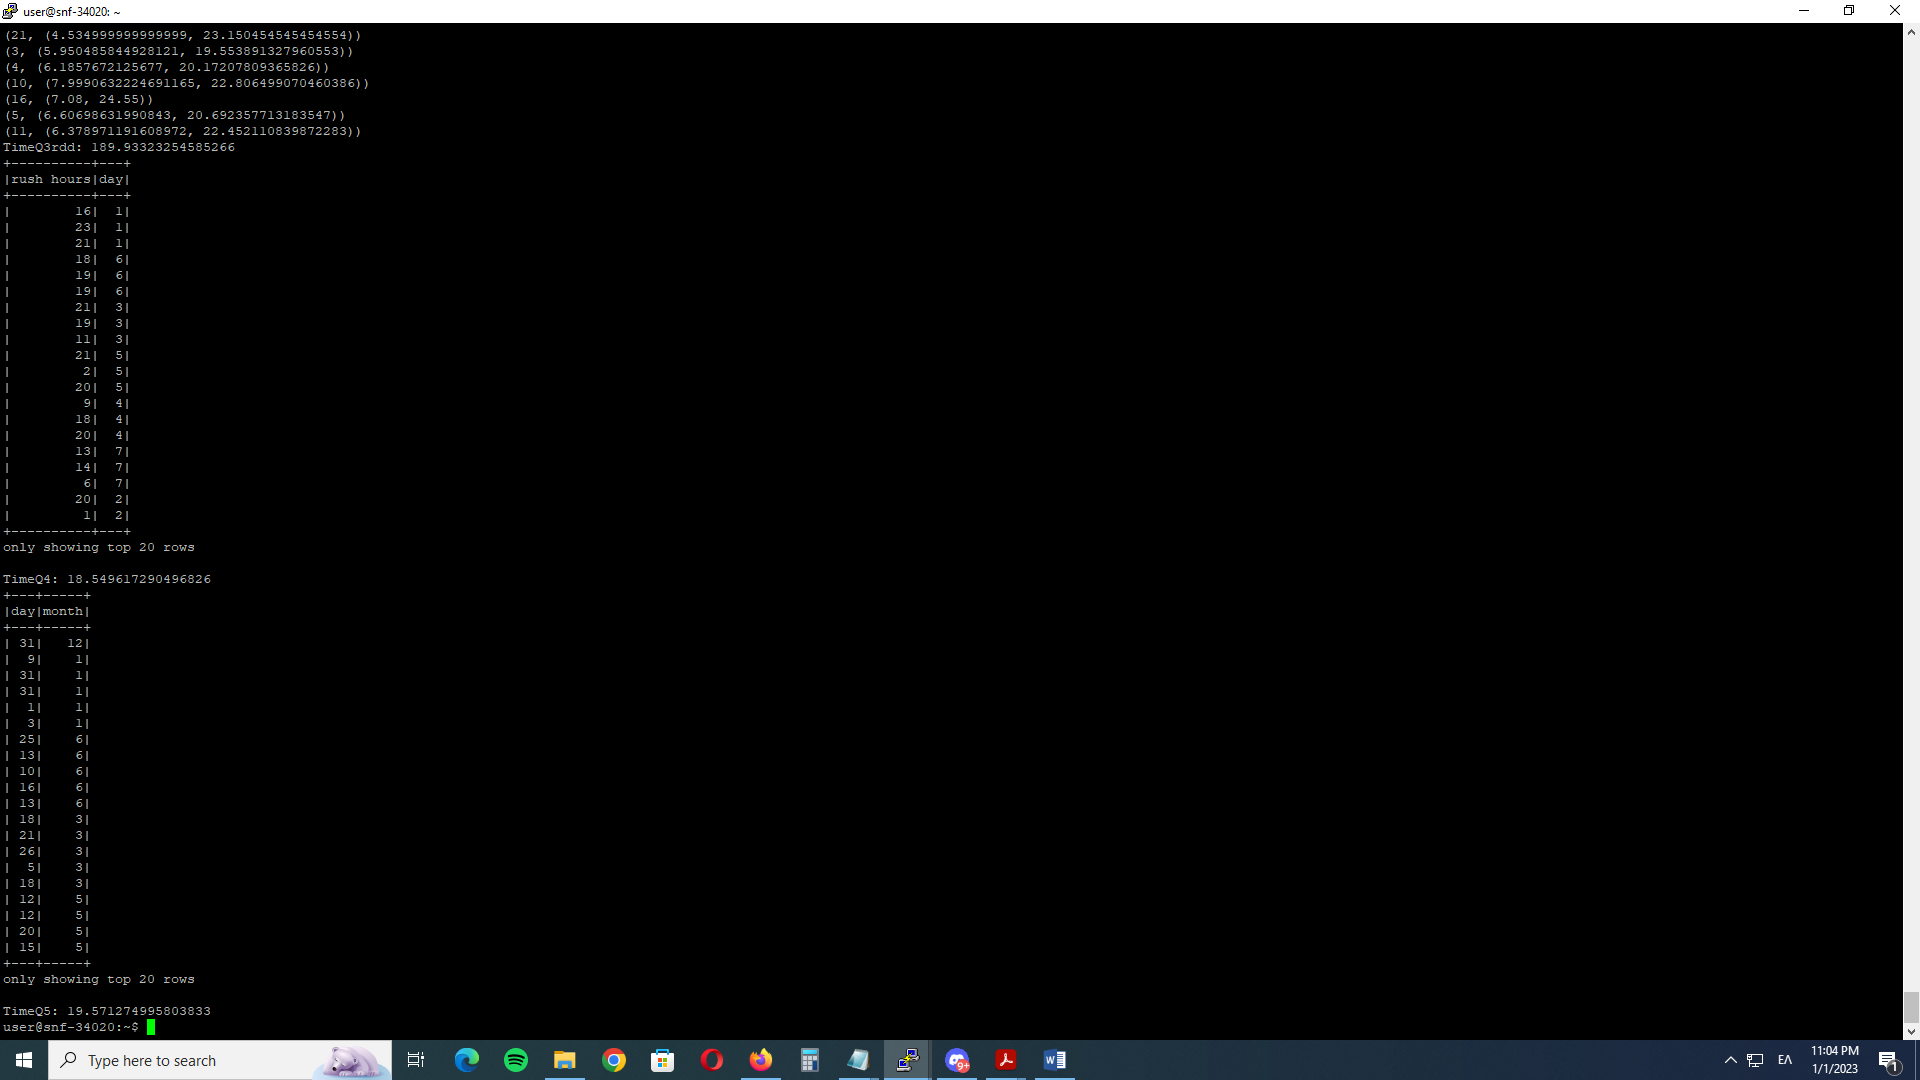 user@snf-34020: ~
(21, (4.534999999999999, 23.150454545454554))
(3, (5.950485844928121, 19.553891327960553))
(4, (6.1857672125677, 20.17207809365826))
(10, (7.9990632224691165, 22.806499070460386))
(16, (7.08, 24.55))
(5, (6.60698631990843, 20.692357713183547))
(11, (6.378971191608972, 22.452110839872283))
TimeQ3rdd: 189.93323254585266
+----------+---+
|rush hours|day|
+----------+---+
|        16|  1|
|        23|  1|
|        21|  1|
|        18|  6|
|        19|  6|
|        19|  6|
|        21|  3|
|        19|  3|
|        11|  3|
|        21|  5|
|         2|  5|
|        20|  5|
|         9|  4|
|        18|  4|
|        20|  4|
|        13|  7|
|        14|  7|
|         6|  7|
|        20|  2|
|         1|  2|
+----------+---+
only showing top 20 rows
TimeQ4: 18.549617290496826
+---+-----+
|day|month|
+---+-----+
| 31|   12|
|  9|    1|
| 31|    1|
| 31|    1|
|  1|    1|
|  3|    1|
| 25|    6|
| 13|    6|
| 10|    6|
| 16|    6|
| 13|    6|
| 18|    3|
| 21|    3|
| 26|    3|
|  5|    3|
| 18|    3|
| 12|    5|
| 12|    5|
| 20|    5|
| 15|    5|
+---+-----+
only showing top 20 rows
TimeQ5: 19.571274995803833
user@snf-34020:~$
Type here to search
9+
W
ΕΛ
11:04 PM
1/1/2023
1